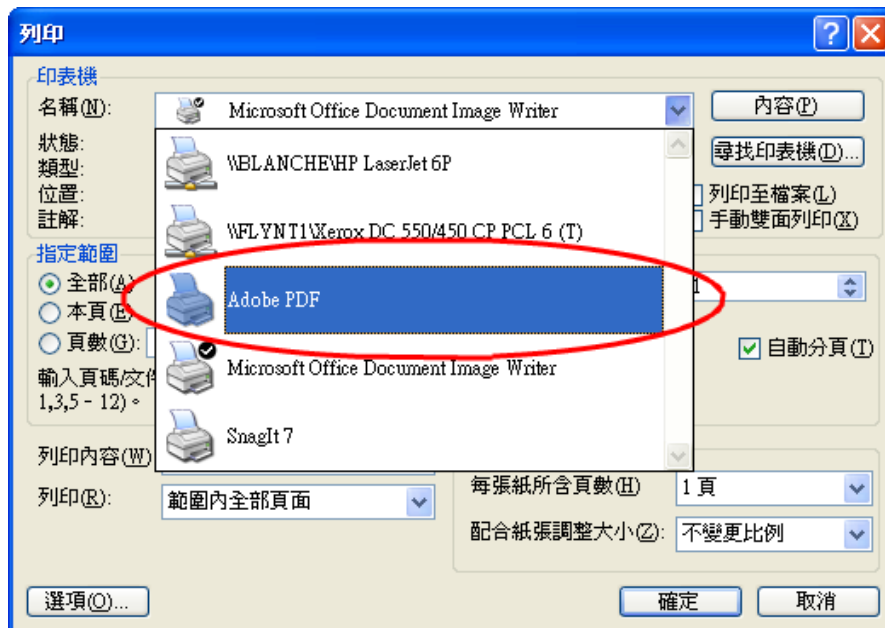 列印
印表機
名稱(N):
Microsoft Office Document Image Writer
內容(P)
狀態:
\\BLANCHE\HP LaserJet 6P
尋找印表機(D)...
類型:
位置:
列印至檔案(L)
註解:
\\FLYNT1\Xerox DC 550/450 CP PCL 6 (T)
手動雙面列印(X)
指定範圍
全部(A)
Adobe PDF
1
本頁(E)
頁數(G):
Microsoft Office Document Image Writer
自動分頁(T)
輸入頁碼/文件
1,3,5 - 12)。
SnagIt 7
列印內容(W)
每張紙所含頁數(H)
1 頁
列印(R):
範圍內全部頁面
配合紙張調整大小(Z):
不變更比例
選項(O)...
確定
取消